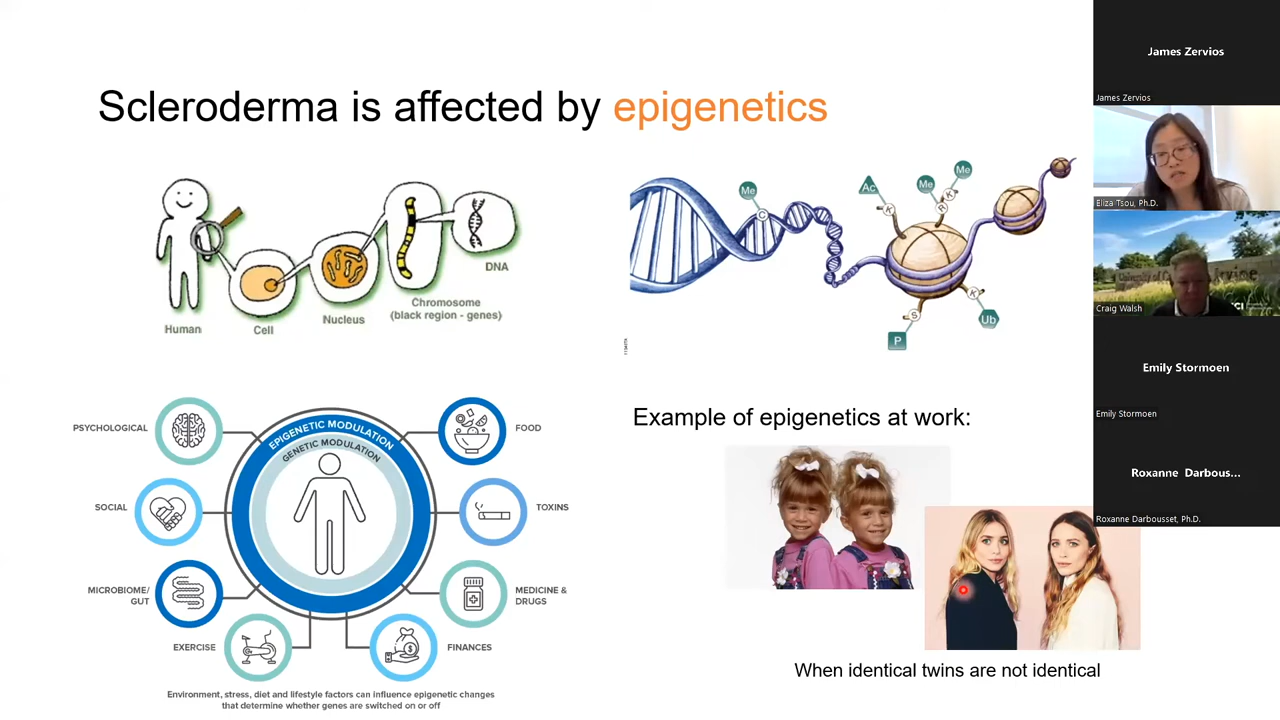 Scleroderma is affected by epigenetics
Human
Cell
Nucleus
Chromosome
(black region - genes)
DNA
Me
C
Ac
K
Me
R
Me
K
S
P
K
Ub
PSYCHOLOGICAL
SOCIAL
MICROBIOME/
GUT
EXERCISE
EPIGENETIC MODULATION
GENETIC MODULATION
FOOD
TOXINS
MEDICINE &
DRUGS
FINANCES
$
Environment, stress, diet and lifestyle factors can influence epigenetic changes
that determine whether genes are switched on or off
Example of epigenetics at work:
When identical twins are not identical
James Zervios
James Zervios
Eliza Tsou, Ph.D.
Craig Walsh
Emily Stormoen
Emily Stormoen
Roxanne Darbous...
Roxanne Darbousset, Ph.D.